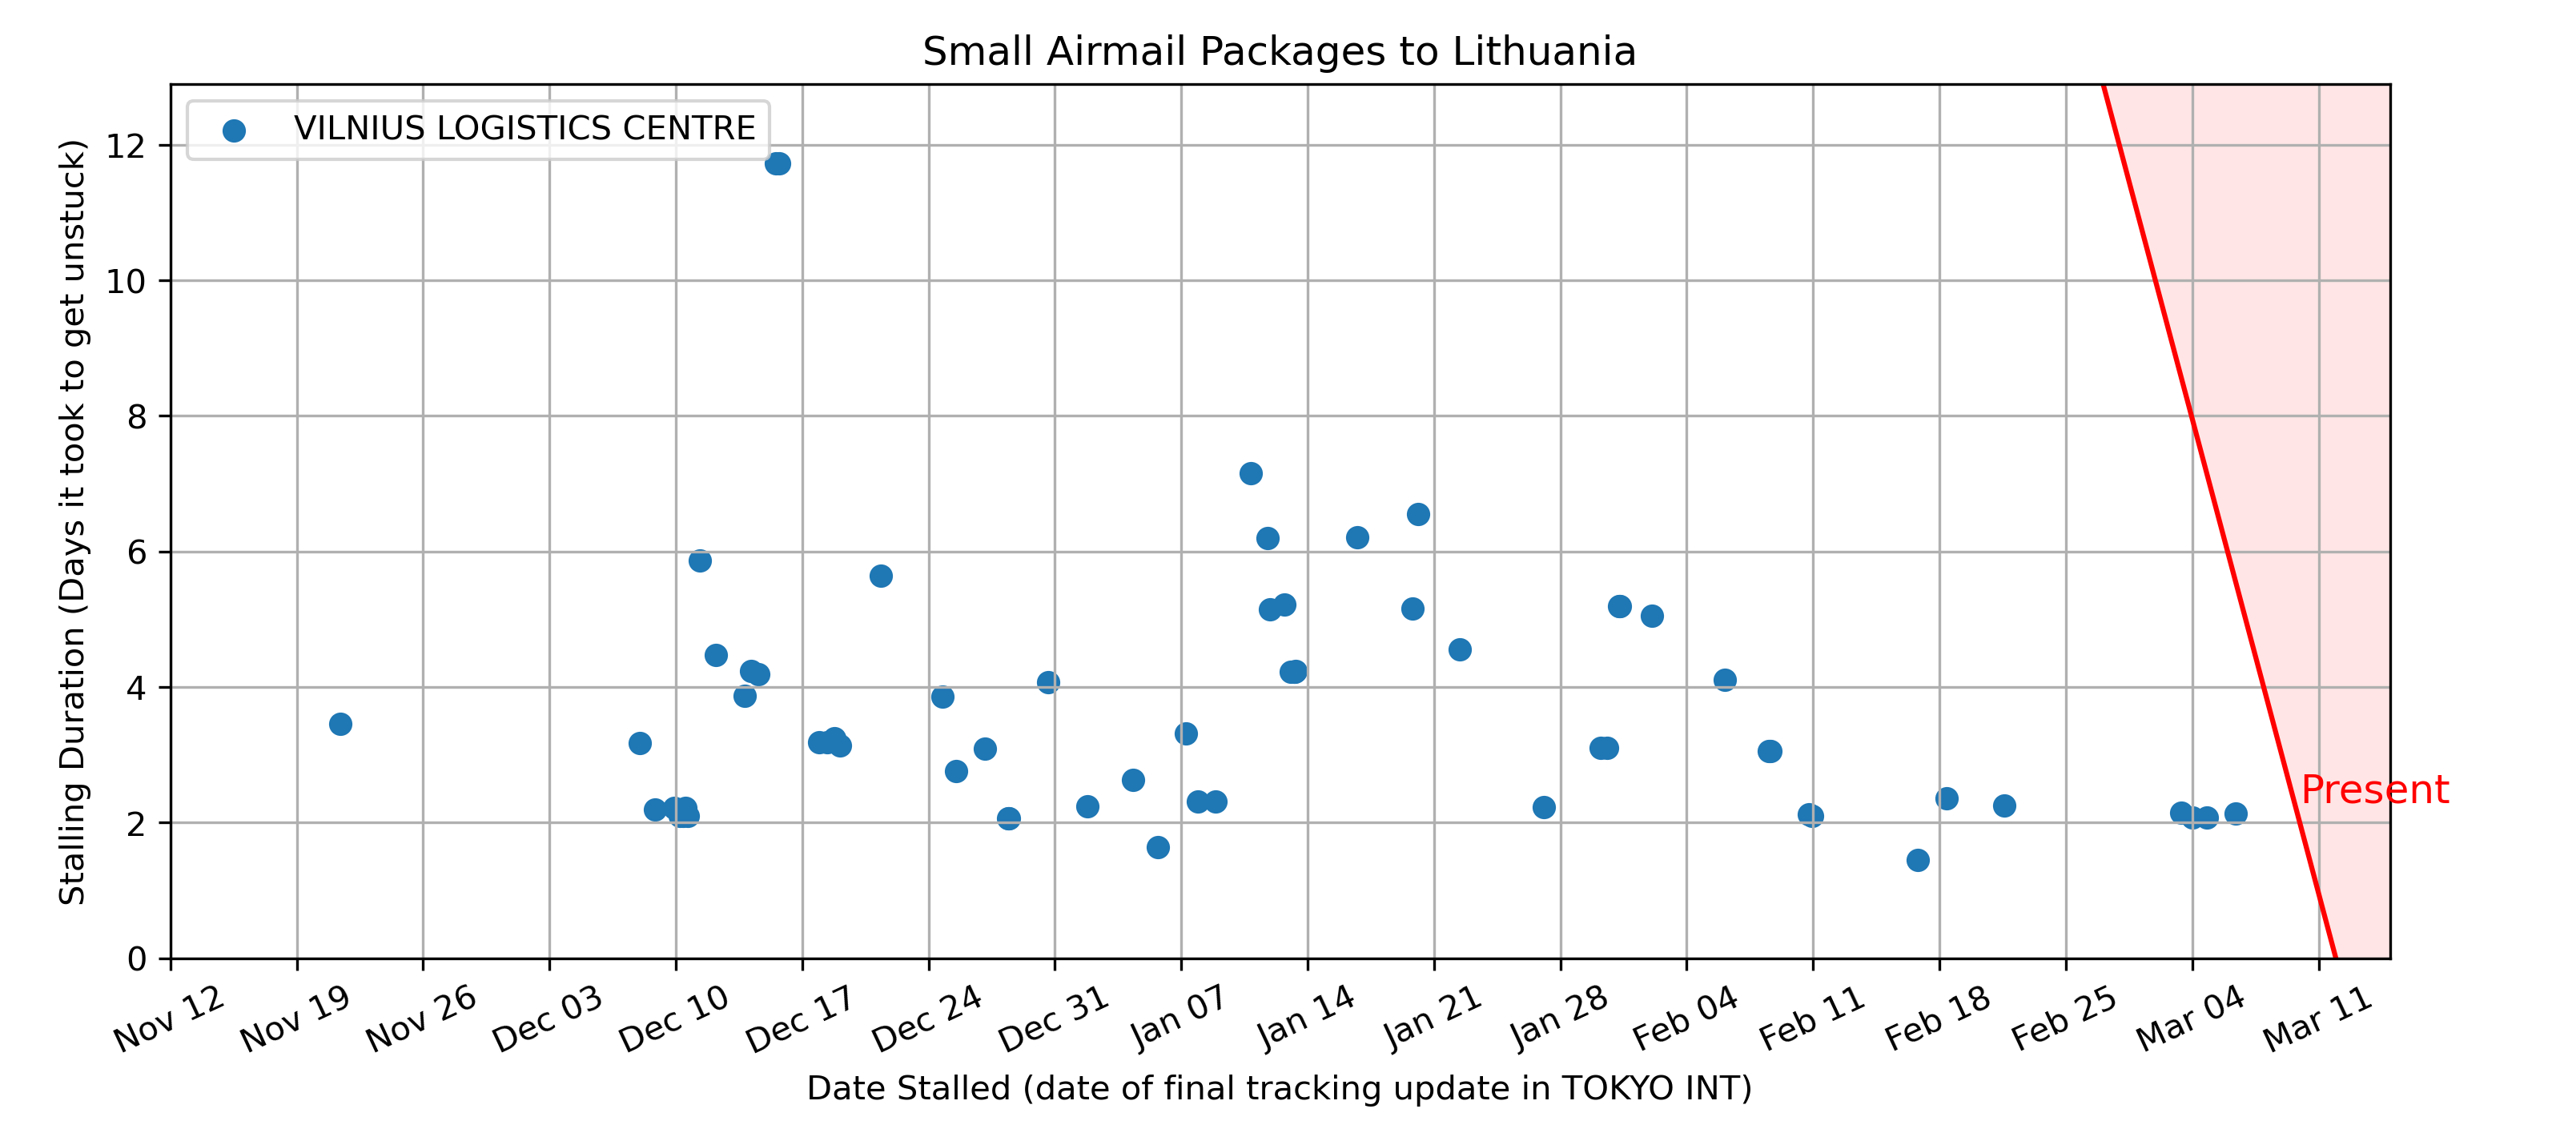 Small Airmail Packages to Lithuania
VILNIUS LOGISTICS CENTRE
Stalling Duration (Days it took to get unstuck)
12
10
8
6
4
2
0
Present
Nov 12
Nov 19
Nov 26
Dec 03
Dec 10
Dec 17
Dec 24
Dec 31
Jan 07
Jan 14
Jan 21
Jan 28
Feb 04
Feb 11
Feb 18
Feb 25
Mar 04
Mar 11
Date Stalled (date of final tracking update in TOKYO INT)